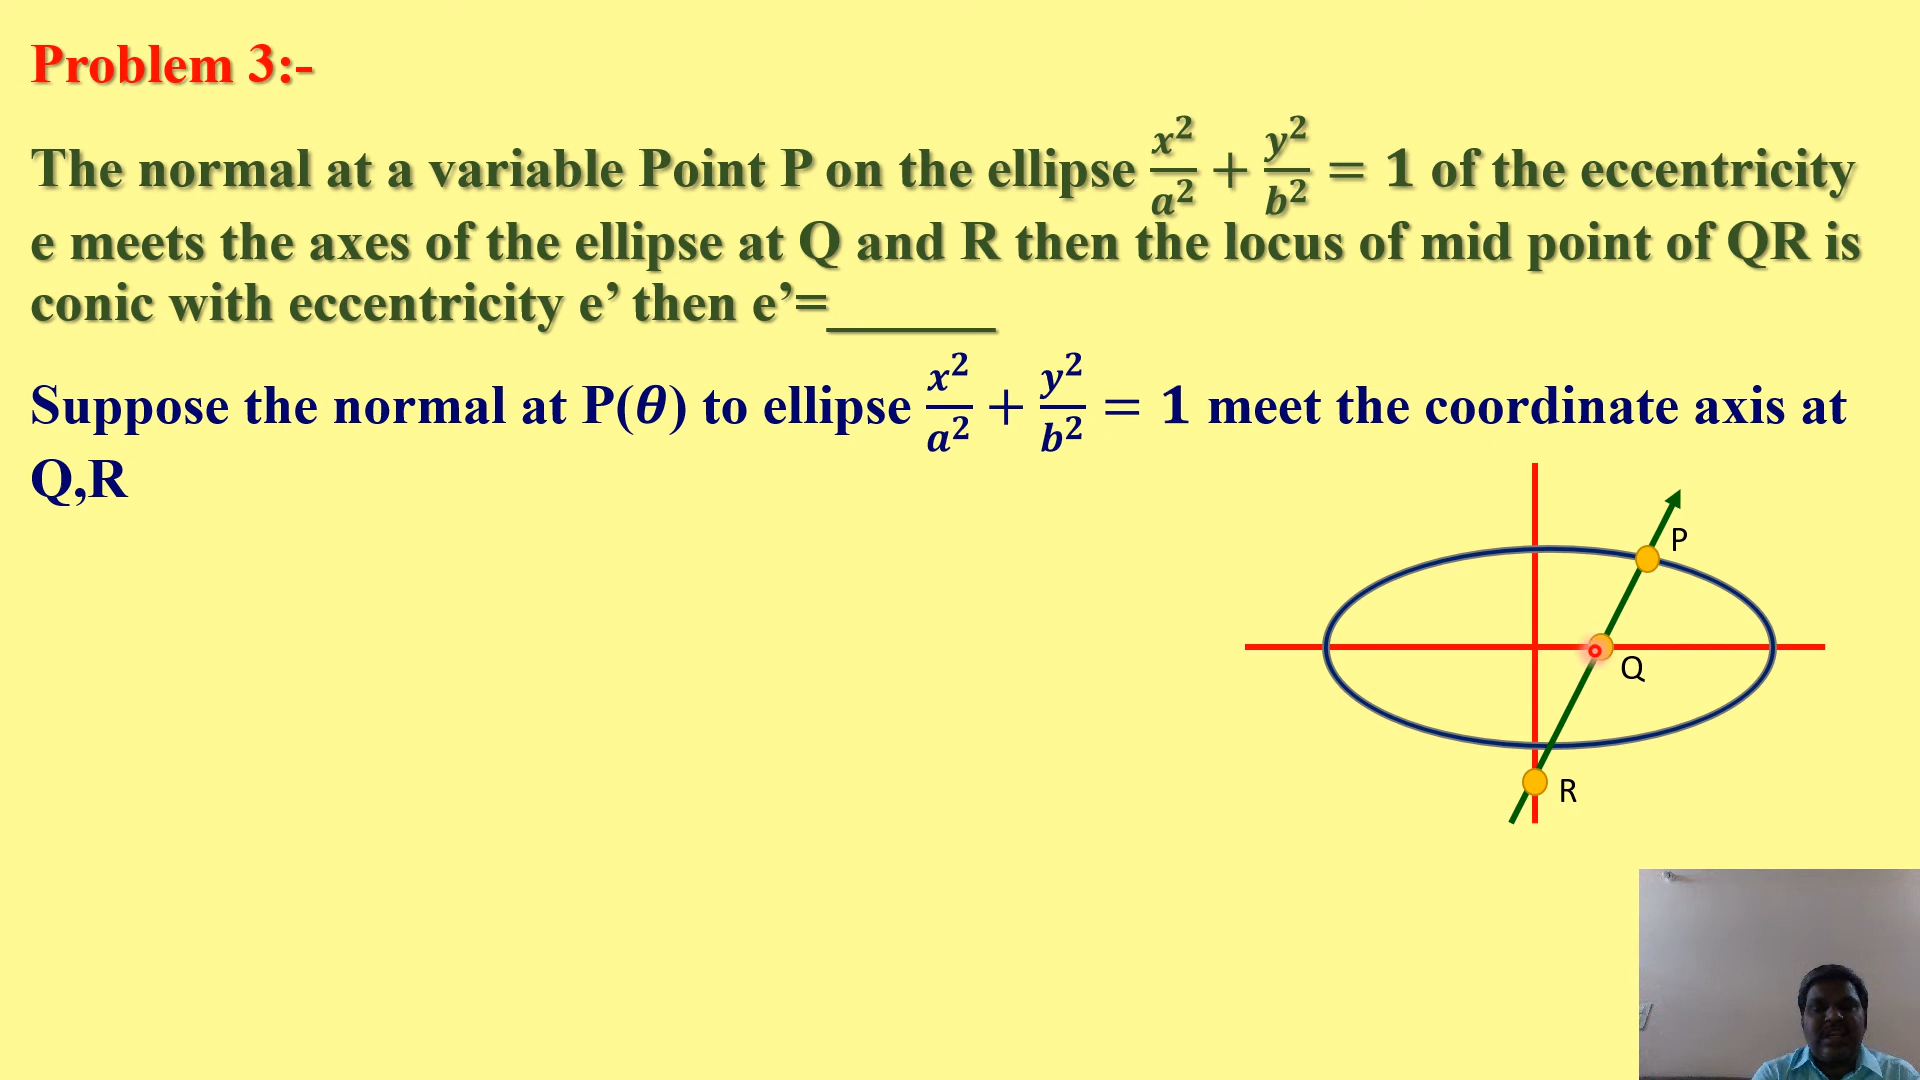 Problem 3:-
The normal at a variable Point P on the ellipse x²/a² + y²/b² = 1 of the eccentricity
e meets the axes of the ellipse at Q and R then the locus of mid point of QR is
conic with eccentricity e’ then e’=______
Suppose the normal at P(θ) to ellipse x²/a² + y²/b² = 1 meet the coordinate axis at
Q,R
P
Q
R